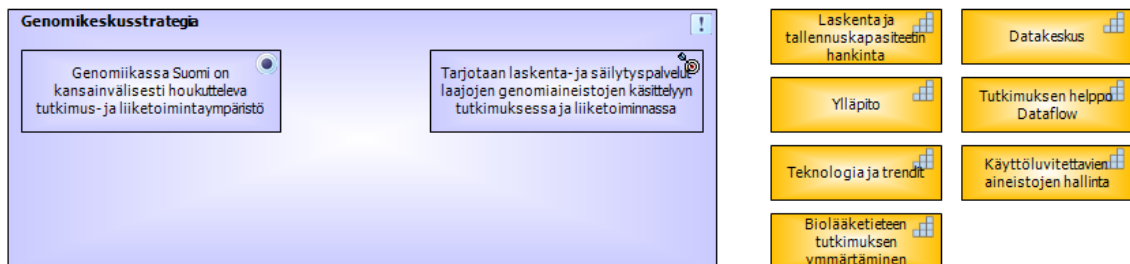 Genomikeskusstrategia
Genomiikassa Suomi on
kansainvälisesti houkutteleva
tutkimus- ja liiketoimintaympäristö
Tarjotaan laskenta- ja säilytyspalvelut
laajojen genomiaineistojen käsittelyyn
tutkimuksessa ja liiketoiminnassa
Laskenta ja
tallennuskapasiteetin
hankinta
Datakeskus
Ylläpito
Tutkimuksen helppo
Dataflow
Teknologia ja trendit
Käyttöluvitettavien
aineistojen hallinta
Biolääketieteen
tutkimuksen
ymmärtäminen